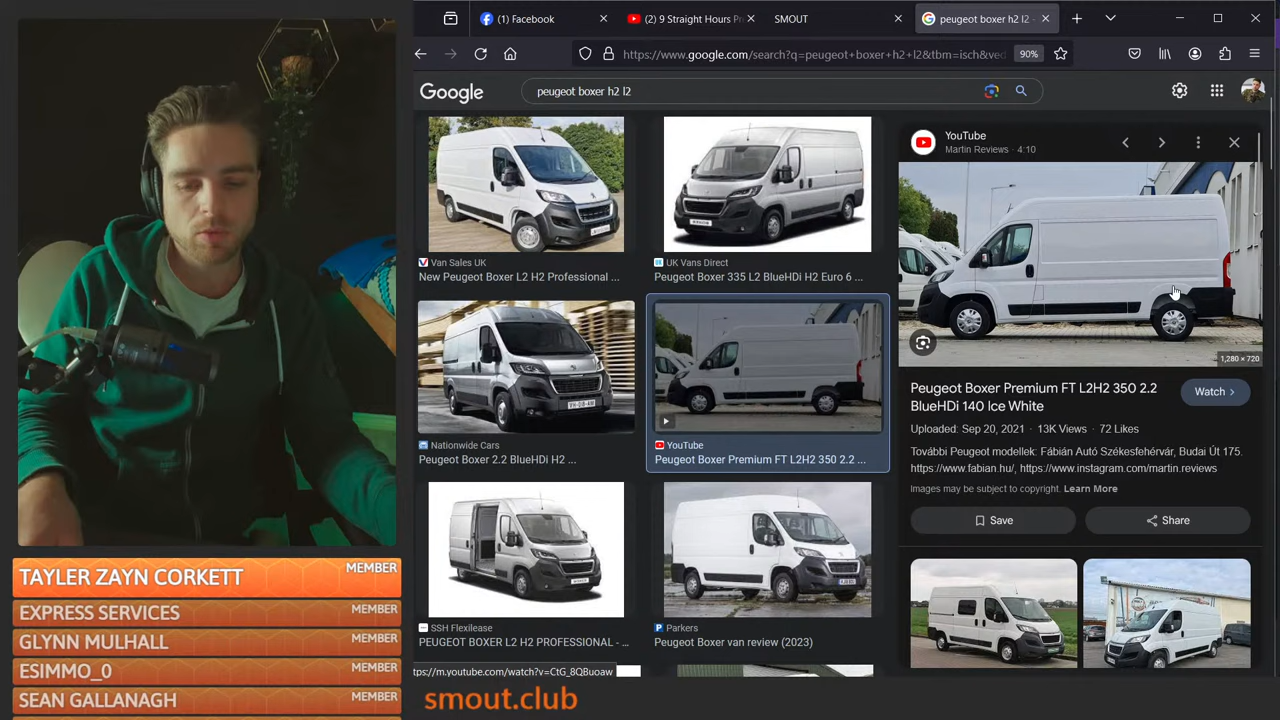 (1) Facebook
(2) 9 Straight Hours Pr
SMOUT
peugeot boxer h2 l2 -
https://www.google.com/search?q=peugeot+boxer+h2+l2&tbm=isch&ved
90%
Google
peugeot boxer h2 l2
Van Sales UK
New Peugeot Boxer L2 H2 Professional ...
UK Vans Direct
Peugeot Boxer 335 L2 BlueHDi H2 Euro 6 ...
Nationwide Cars
Peugeot Boxer 2.2 BlueHDi H2 ...
YouTube
Peugeot Boxer Premium FT L2H2 350 2.2 ...
SSH Flexilease
PEUGEOT BOXER L2 H2 PROFESSIONAL - ...
Parkers
Peugeot Boxer van review (2023)
ttps://m.youtube.com/watch?v=CtG_8QBuoaw
YouTube
Martin Reviews · 4:10
1,280 × 720
Peugeot Boxer Premium FT L2H2 350 2.2
BlueHDi 140 Ice White
Watch
Uploaded: Sep 20, 2021 · 13K Views · 72 Likes
További Peugeot modellek: Fábián Autó Székesfehérvár, Budai Út 175.
https://www.fabian.hu/, https://www.instagram.com/martin.reviews
Images may be subject to copyright. Learn More
Save
Share
TAYLER ZAYN CORKETT
MEMBER
EXPRESS SERVICES
MEMBER
GLYNN MULHALL
MEMBER
ESIMMO_0
MEMBER
SEAN GALLANAGH
MEMBER
smout.club